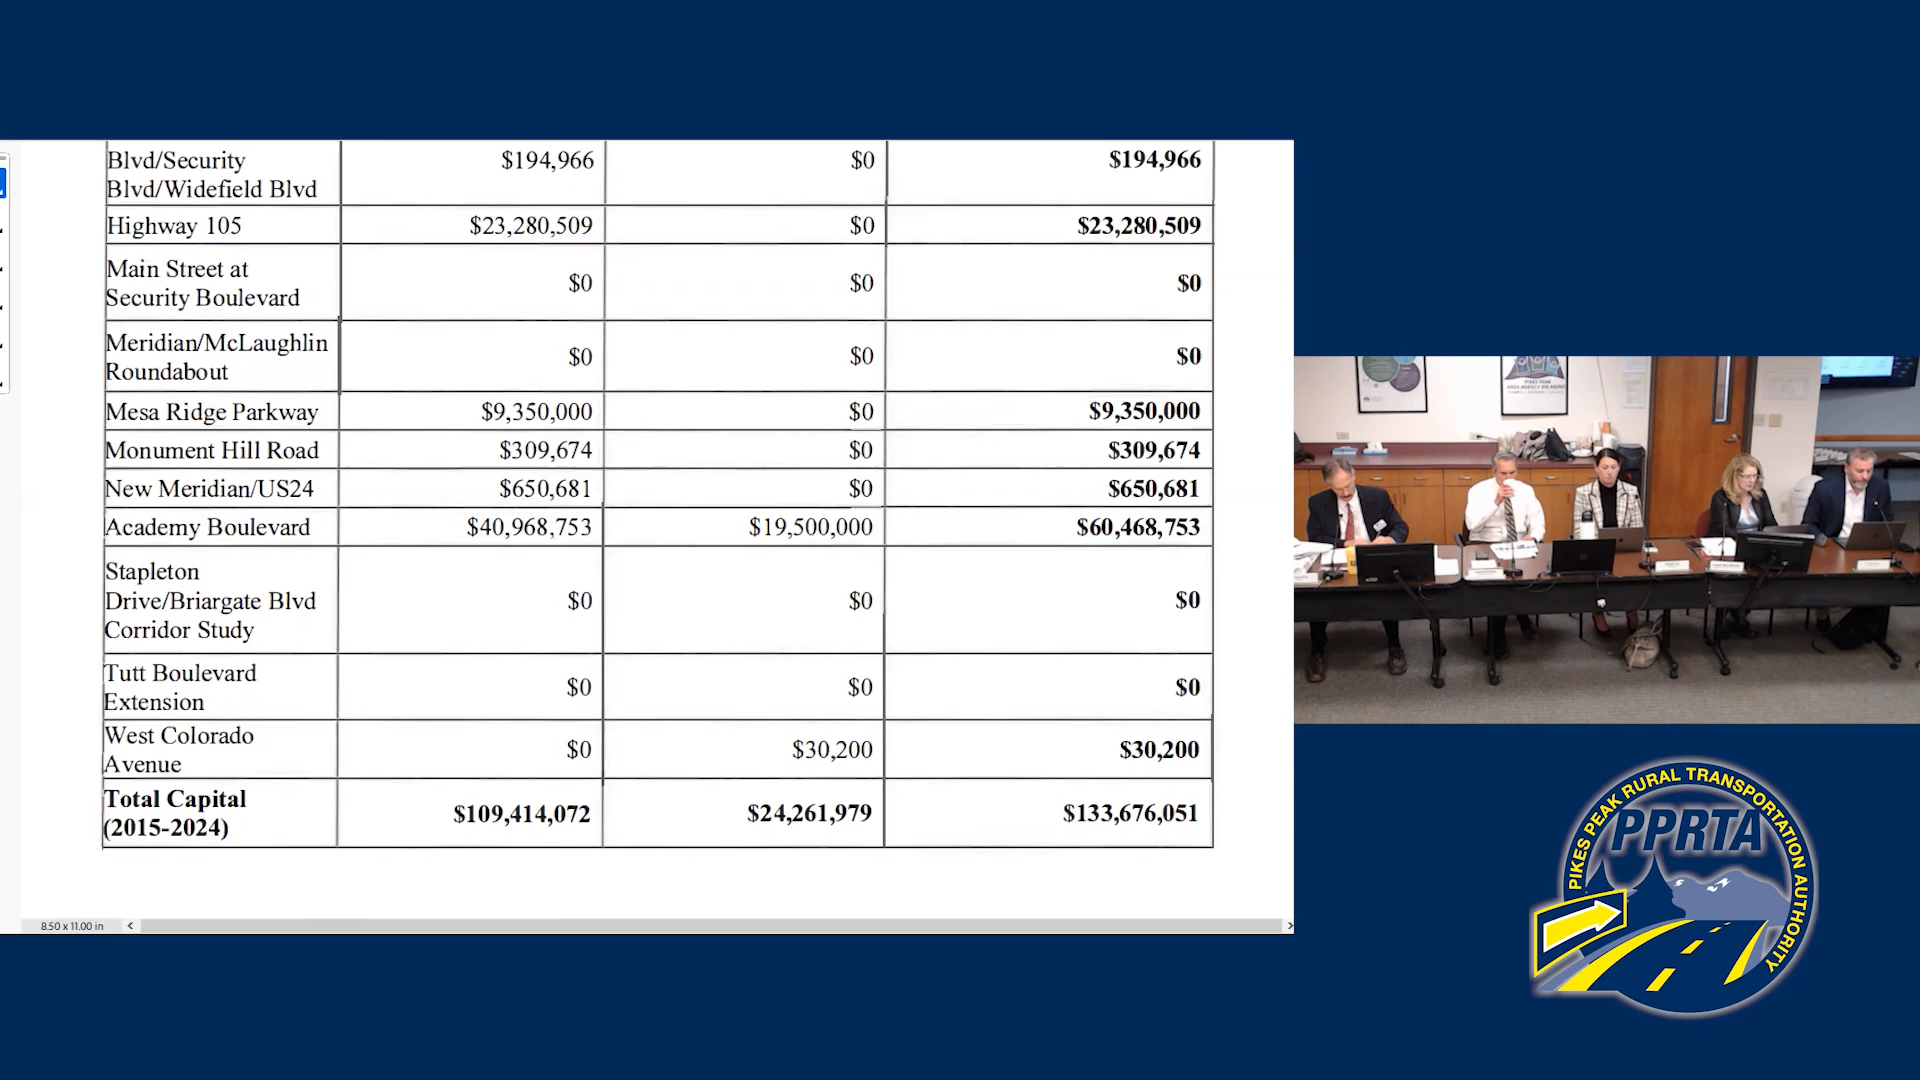 Blvd/Security
Blvd/Widefield Blvd
$194,966
$0
$194,966
Highway 105
$23,280,509
$0
$23,280,509
Main Street at
Security Boulevard
$0
$0
$0
Meridian/McLaughlin
Roundabout
$0
$0
$0
Mesa Ridge Parkway
$9,350,000
$0
$9,350,000
Monument Hill Road
$309,674
$0
$309,674
New Meridian/US24
$650,681
$0
$650,681
Academy Boulevard
$40,968,753
$19,500,000
$60,468,753
Stapleton
Drive/Briargate Blvd
Corridor Study
$0
$0
$0
Tutt Boulevard
Extension
$0
$0
$0
West Colorado
Avenue
$0
$30,200
$30,200
Total Capital
(2015-2024)
$109,414,072
$24,261,979
$133,676,051
8.50 x 11.00 in
PIKES PEAK
AREA AGENCY ON AGING
PIKES PEAK RURAL TRANSPORTATION AUTHORITY
PPRTA